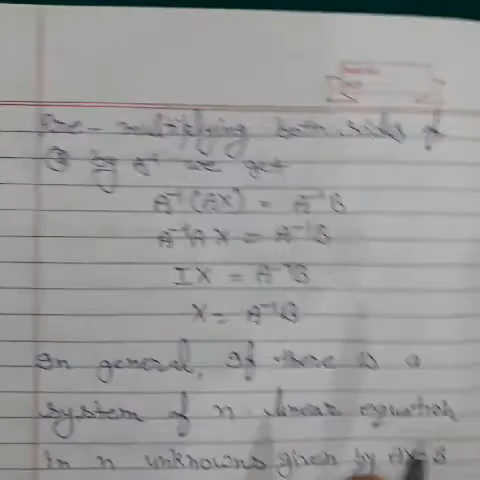 Pre-multiplying both sides of
③ by A⁻¹ we get
A⁻¹(AX) = A⁻¹B
A⁻¹AX = A⁻¹B
IX = A⁻¹B
X = A⁻¹B
In general, If there is a
system of n linear equation
in n unknowns given by AX=B